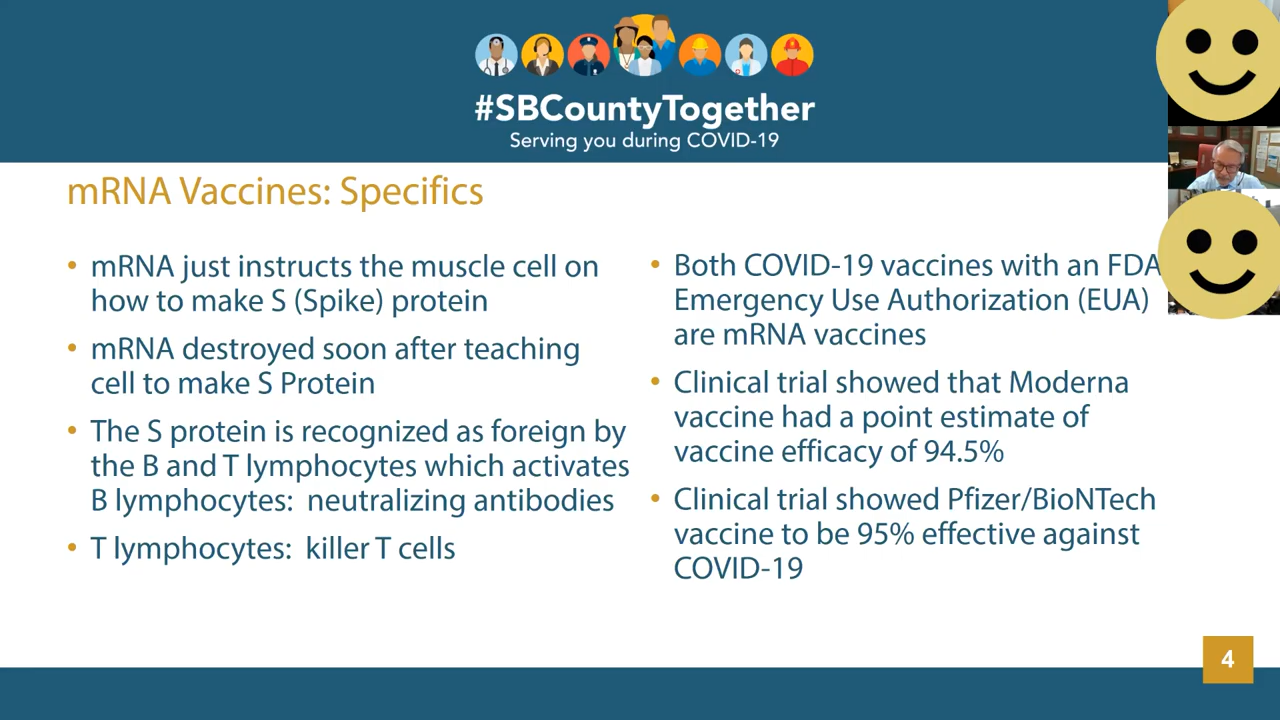 #SBCountyTogether
Serving you during COVID-19
mRNA Vaccines: Specifics
• mRNA just instructs the muscle cell on
how to make S (Spike) protein
• mRNA destroyed soon after teaching
cell to make S Protein
• The S protein is recognized as foreign by
the B and T lymphocytes which activates
B lymphocytes: neutralizing antibodies
• T lymphocytes: killer T cells
• Both COVID-19 vaccines with an FDA
Emergency Use Authorization (EUA)
are mRNA vaccines
• Clinical trial showed that Moderna
vaccine had a point estimate of
vaccine efficacy of 94.5%
• Clinical trial showed Pfizer/BioNTech
vaccine to be 95% effective against
COVID-19
4